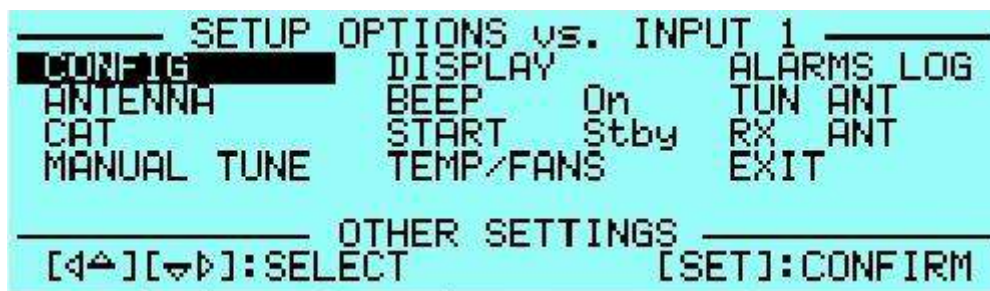 SETUP OPTIONS vs. INPUT 1
CONFIG DISPLAY ALARMS LOG
ANTENNA BEEP On TUN ANT
CAT START Stby RX ANT
MANUAL TUNE TEMP/FANS EXIT
OTHER SETTINGS
[◁△][▽▷]:SELECT [SET]:CONFIRM